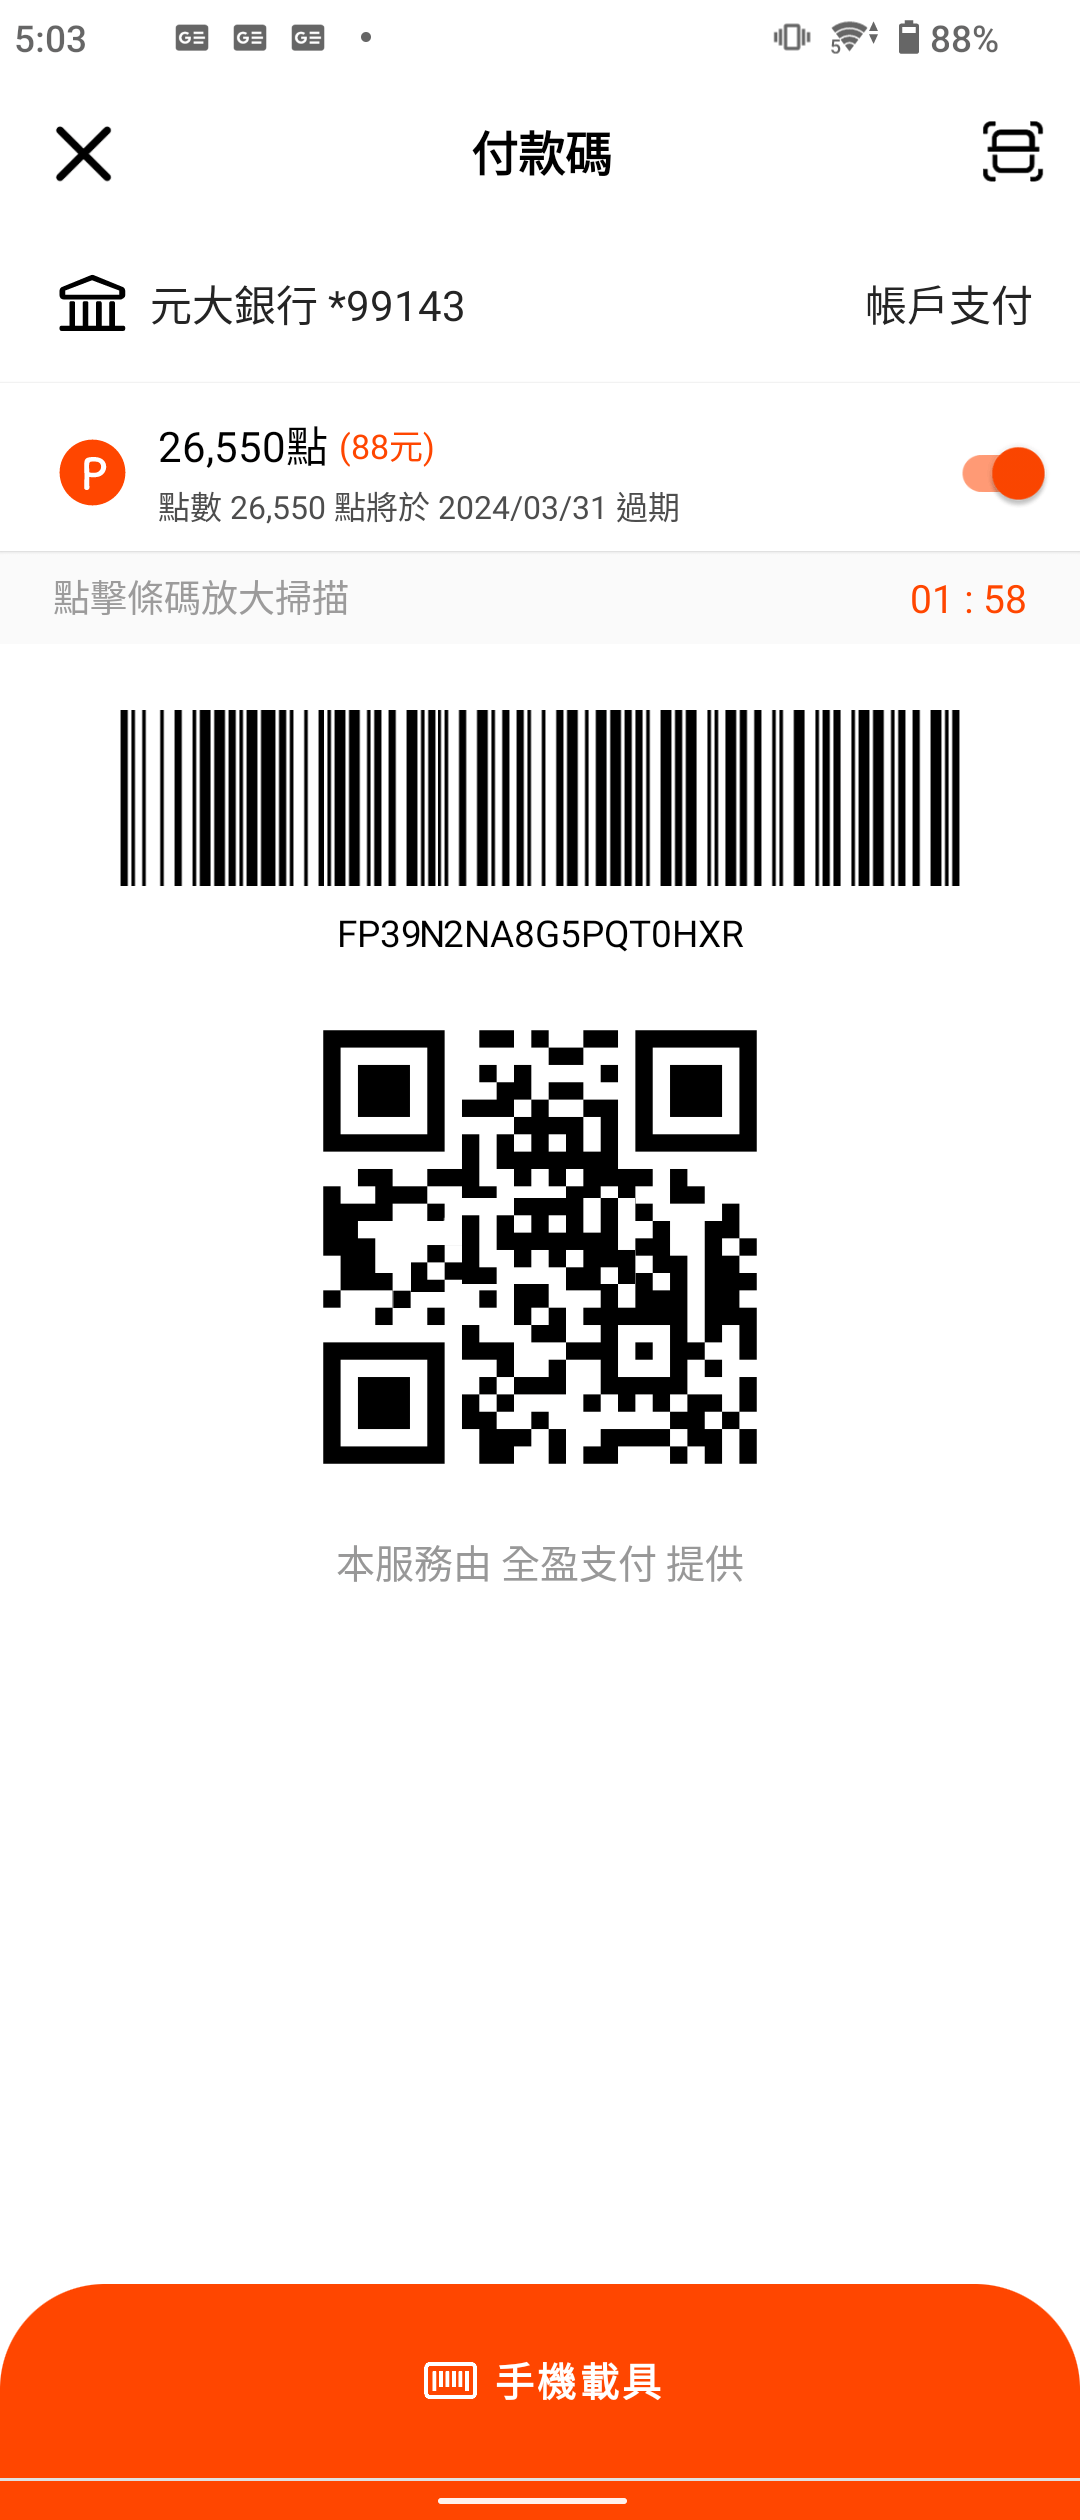 5:03
88%
付款碼
元大銀行 *99143
帳戶支付
26,550點 (88元)
點數 26,550 點將於 2024/03/31 過期
點擊條碼放大掃描
01 : 58
FP39N2NA8G5PQT0HXR
本服務由 全盈支付 提供
手機載具